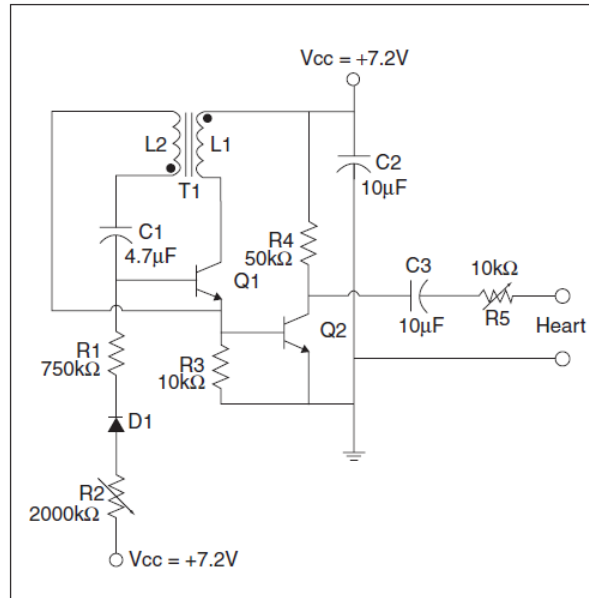 Vcc = +7.2V
L2
L1
T1
C2
10µF
C1
4.7µF
R4
50kΩ
Q1
C3
10kΩ
10µF
R5
Heart
Q2
R1
750kΩ
R3
10kΩ
D1
R2
2000kΩ
Vcc = +7.2V